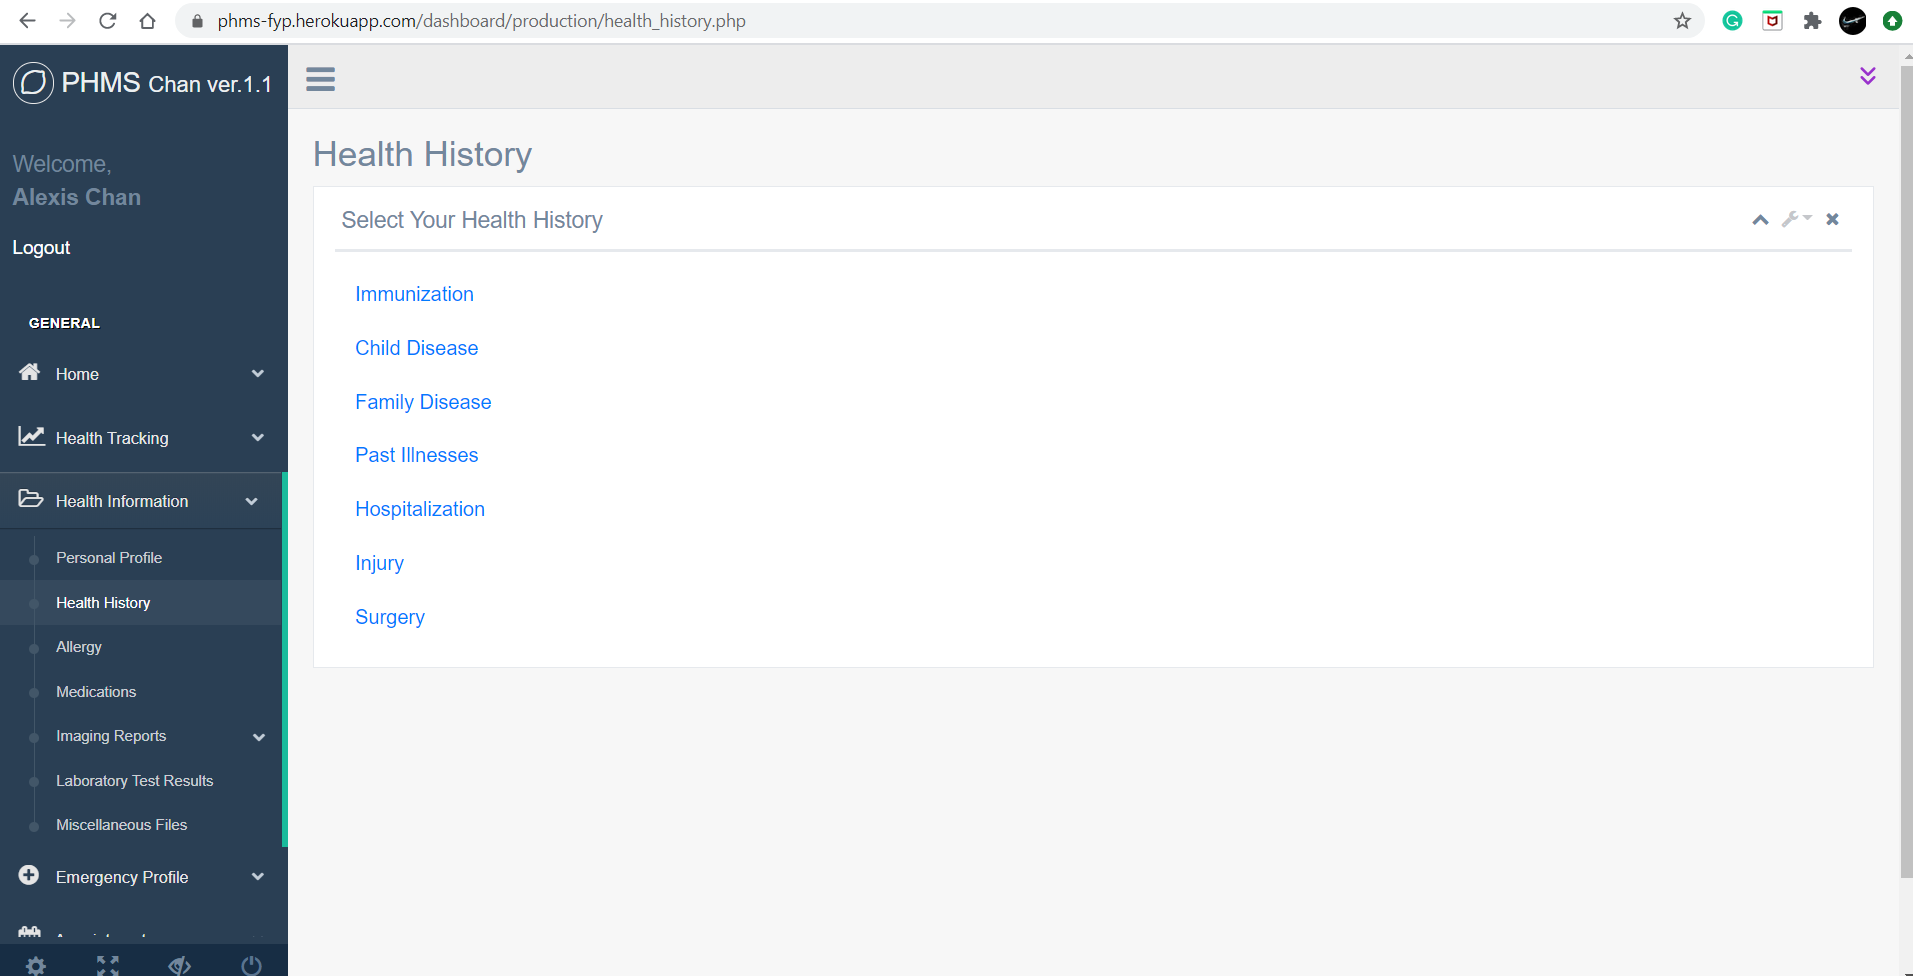 phms-fyp.herokuapp.com/dashboard/production/health_history.php
PHMS Chan ver.1.1
Welcome,
Alexis Chan
Logout
GENERAL
Home
Health Tracking
Health Information
Personal Profile
Health History
Allergy
Medications
Imaging Reports
Laboratory Test Results
Miscellaneous Files
Emergency Profile
Health History
Select Your Health History
Immunization
Child Disease
Family Disease
Past Illnesses
Hospitalization
Injury
Surgery